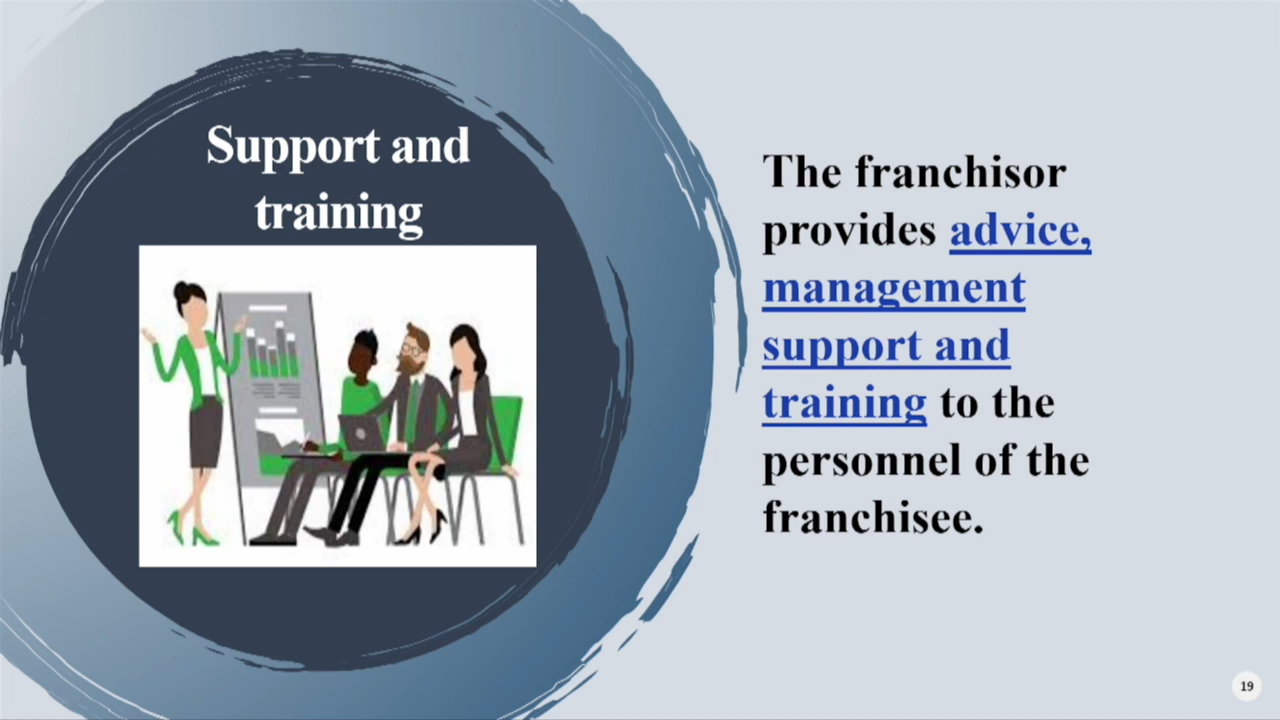 Support and
training
The franchisor
provides advice,
management
support and
training to the
personnel of the
franchisee.
19